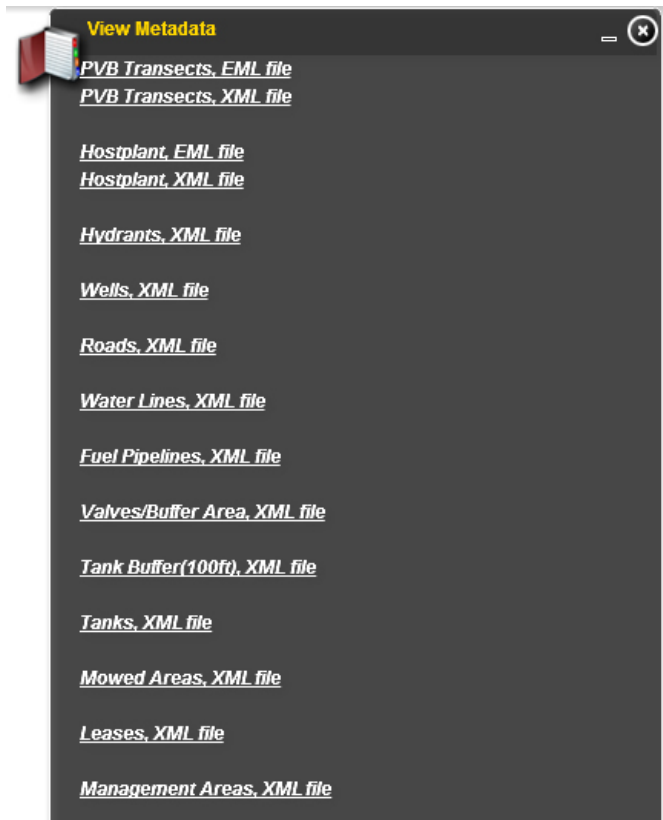 View Metadata
PVB Transects, EML file
PVB Transects, XML file
Hostplant, EML file
Hostplant, XML file
Hydrants, XML file
Wells, XML file
Roads, XML file
Water Lines, XML file
Fuel Pipelines, XML file
Valves/Buffer Area, XML file
Tank Buffer(100ft), XML file
Tanks, XML file
Mowed Areas, XML file
Leases, XML file
Management Areas, XML file